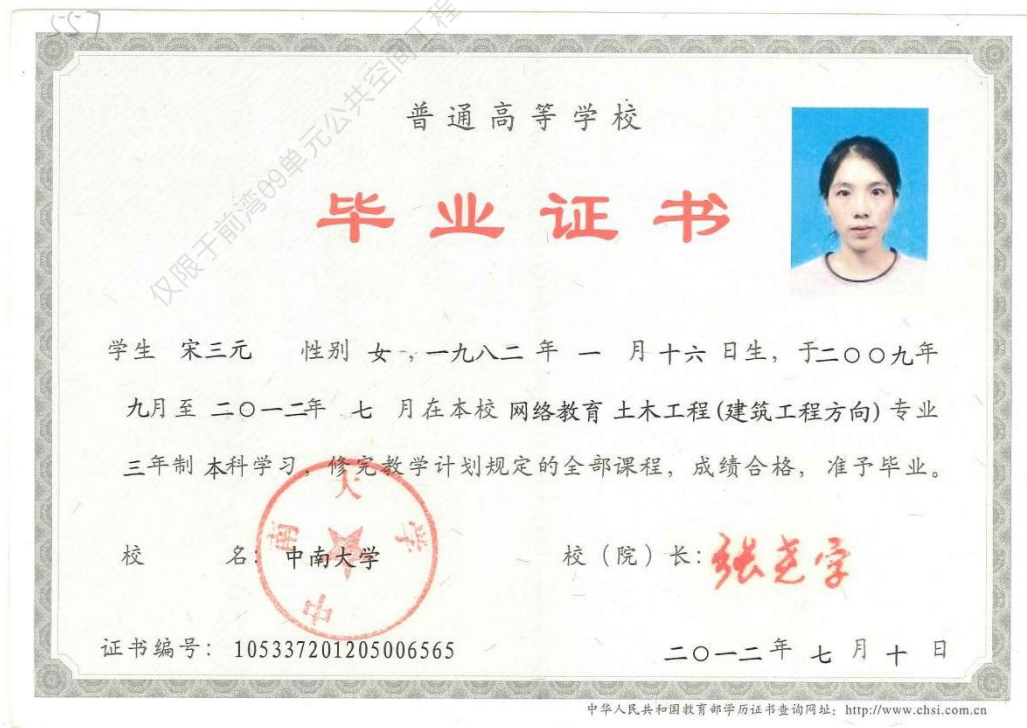 仅限于前湾09单元公共空间工程
普通高等学校
毕业证书
学生 宋三元 性别 女，一九八二 年 一 月 十六 日生，于二〇〇九年
九月至 二〇一二年 七 月在本校 网络教育 土木工程(建筑工程方向) 专业
三年制 本科学习，修完教学计划规定的全部课程，成绩合格，准予毕业。
校 名：中南大学 校（院）长：张尧学
中南大学
证书编号：105337201205006565 二〇一二年 七 月 十 日
中华人民共和国教育部学历证书查询网址：http://www.chsi.com.cn